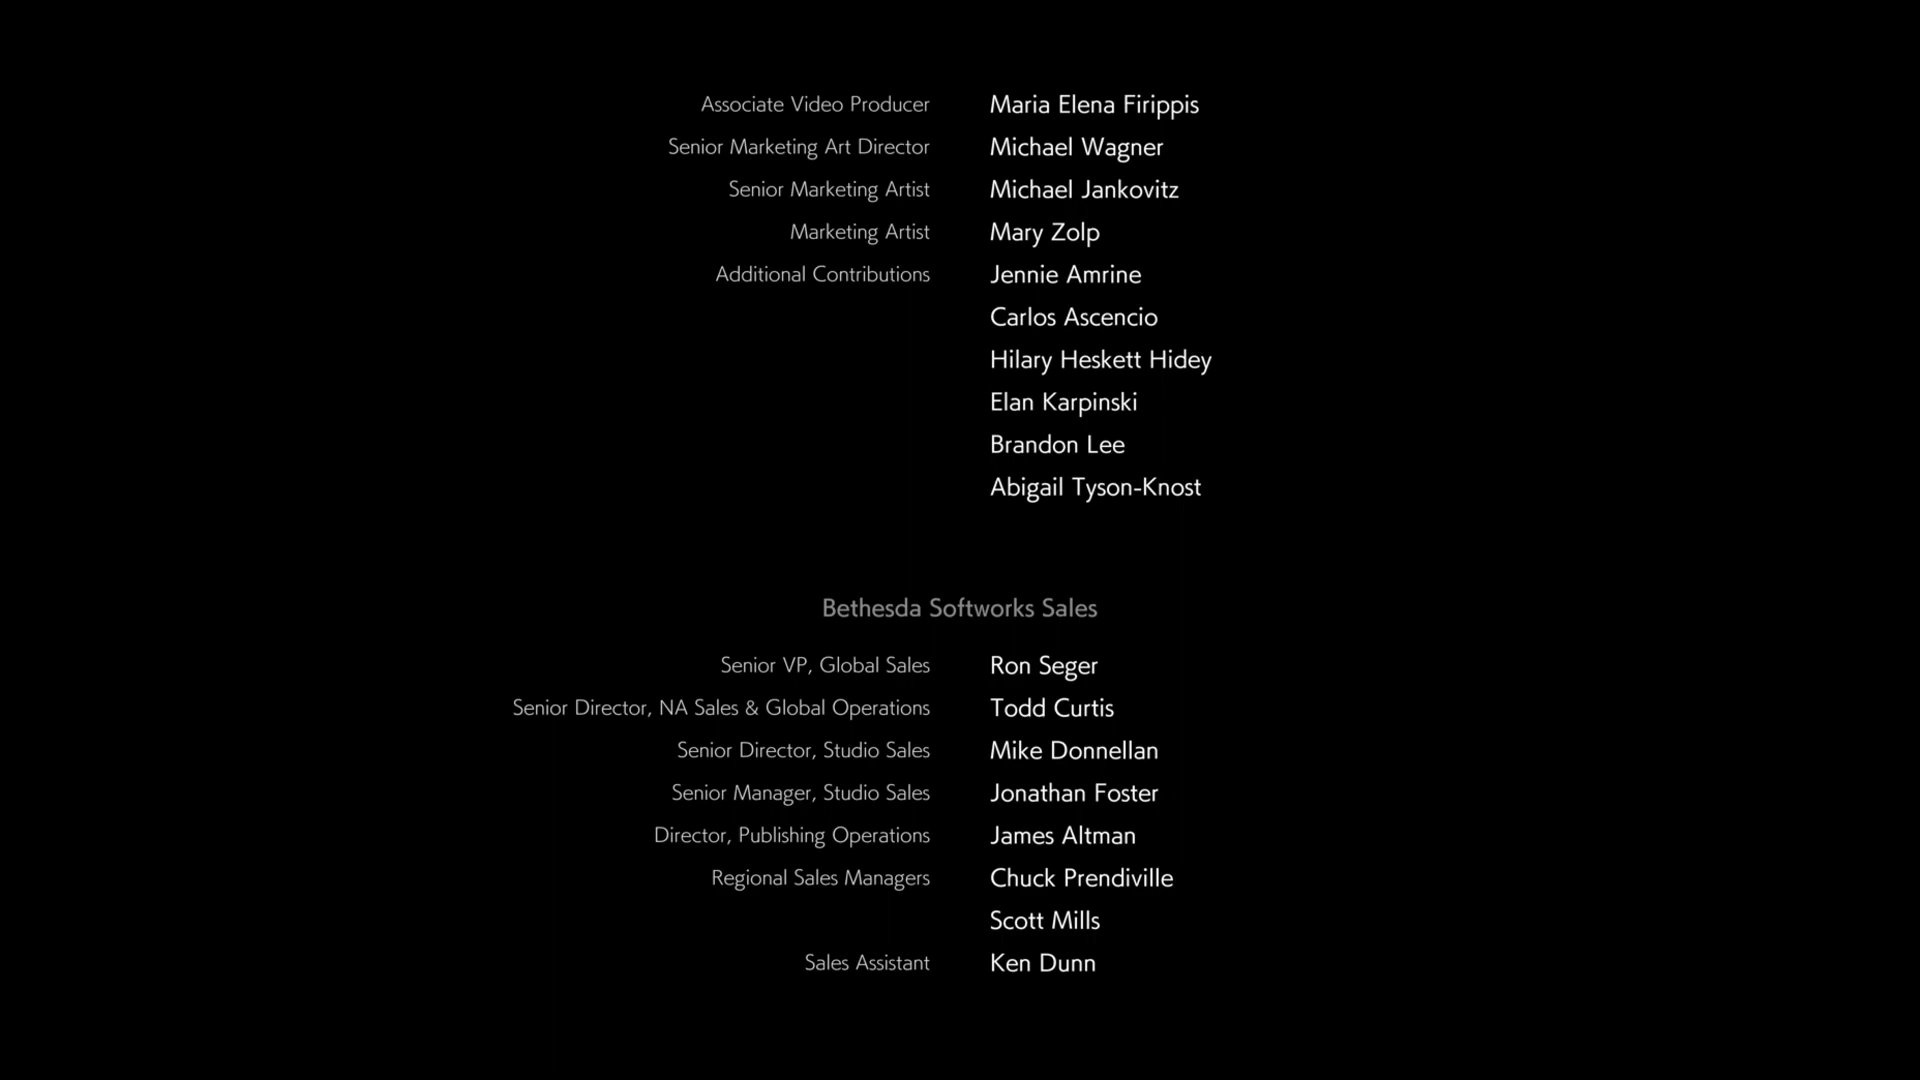 Associate Video Producer Maria Elena Firippis
Senior Marketing Art Director Michael Wagner
Senior Marketing Artist Michael Jankovitz
Marketing Artist Mary Zolp
Additional Contributions Jennie Amrine
Carlos Ascencio
Hilary Heskett Hidey
Elan Karpinski
Brandon Lee
Abigail Tyson-Knost
Bethesda Softworks Sales
Senior VP, Global Sales Ron Seger
Senior Director, NA Sales & Global Operations Todd Curtis
Senior Director, Studio Sales Mike Donnellan
Senior Manager, Studio Sales Jonathan Foster
Director, Publishing Operations James Altman
Regional Sales Managers Chuck Prendiville
Scott Mills
Sales Assistant Ken Dunn